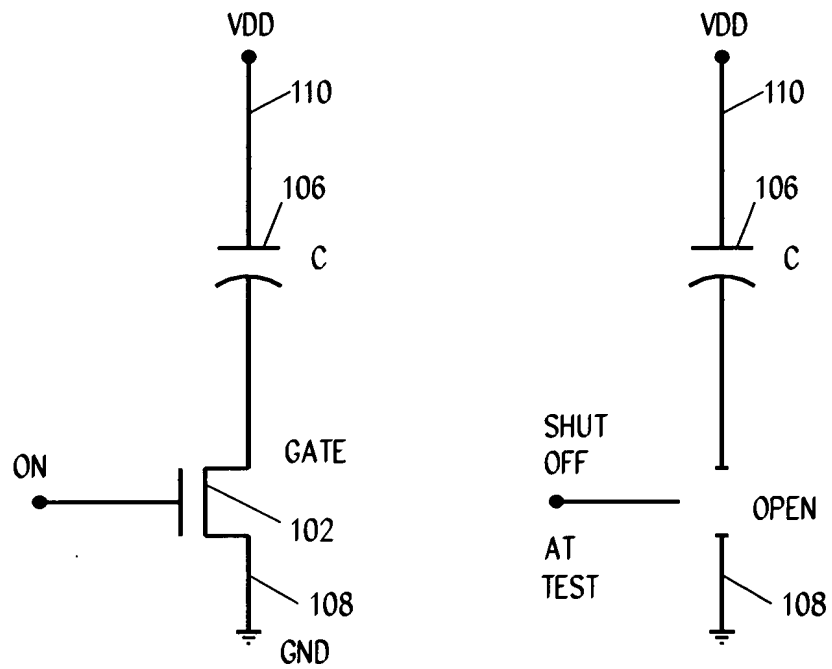 VDD
110
106
C
GATE
ON
102
108
GND
VDD
110
106
C
SHUT
OFF
OPEN
AT
TEST
108